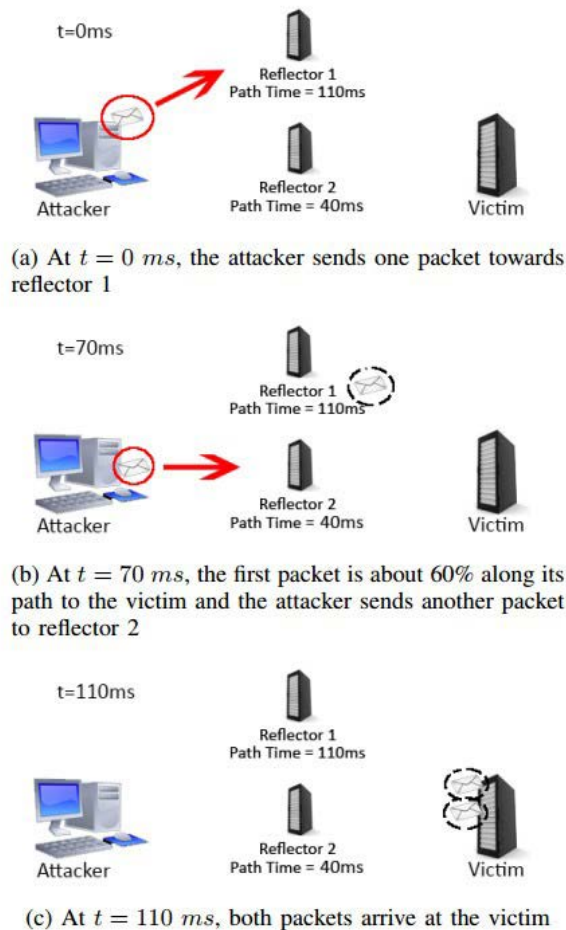 t=0ms
Reflector 1
Path Time = 110ms
Reflector 2
Path Time = 40ms
Attacker
Victim
(a) At t = 0 ms, the attacker sends one packet towards
reflector 1
t=70ms
Reflector 1
Path Time = 110ms
Reflector 2
Path Time = 40ms
Attacker
Victim
(b) At t = 70 ms, the first packet is about 60% along its
path to the victim and the attacker sends another packet
to reflector 2
t=110ms
Reflector 1
Path Time = 110ms
Reflector 2
Path Time = 40ms
Attacker
Victim
(c) At t = 110 ms, both packets arrive at the victim